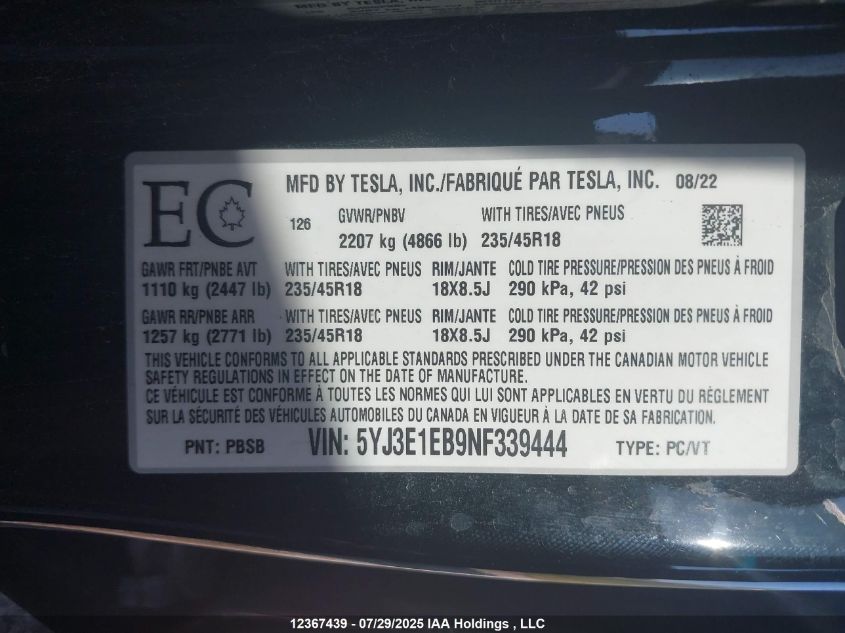 MFD BY TESLA, INC./FABRIQUÉ PAR TESLA, INC. 08/22
EC
126
GVWR/PNBV WITH TIRES/AVEC PNEUS
2207 kg (4866 lb) 235/45R18
GAWR FRT/PNBE AVT WITH TIRES/AVEC PNEUS RIM/JANTE COLD TIRE PRESSURE/PRESSION DES PNEUS À FROID
1110 kg (2447 lb) 235/45R18 18X8.5J 290 kPa, 42 psi
GAWR RR/PNBE ARR WITH TIRES/AVEC PNEUS RIM/JANTE COLD TIRE PRESSURE/PRESSION DES PNEUS À FROID
1257 kg (2771 lb) 235/45R18 18X8.5J 290 kPa, 42 psi
THIS VEHICLE CONFORMS TO ALL APPLICABLE STANDARDS PRESCRIBED UNDER THE CANADIAN MOTOR VEHICLE
SAFETY REGULATIONS IN EFFECT ON THE DATE OF MANUFACTURE.
CE VÉHICULE EST CONFORME À TOUTES LES NORMES QUI LUI SONT APPLICABLES EN VERTU DU RÈGLEMENT
SUR LA SÉCURITÉ DES VÉHICULES AUTOMOBILES DU CANADA EN VIGUEUR À LA DATE DE SA FABRICATION.
PNT: PBSB VIN: 5YJ3E1EB9NF339444 TYPE: PC/VT
12367439 - 07/29/2025 IAA Holdings , LLC